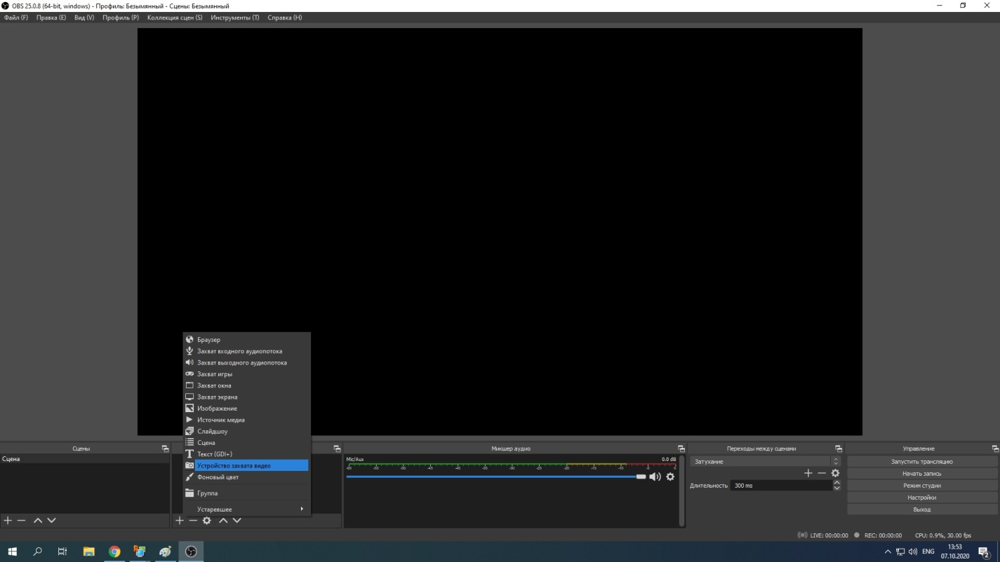 OBS 25.0.8 (64-bit, windows) - Профиль: Безымянный - Сцены: Безымянный
Файл (F) Правка (E) Вид (V) Профиль (P) Коллекция сцен (S) Инструменты (T) Справка (H)
Браузер
Захват входного аудиопотока
Захват выходного аудиопотока
Захват игры
Захват окна
Захват экрана
Изображение
Источник медиа
Слайдшоу
Сцена
Текст (GDI+)
Устройство захвата видео
Фоновый цвет
Группа
Устаревшее
Сцены
Сцена
Микшер аудио
Mic/Aux 0.0 dB
-60 -55 -50 -45 -40 -35 -30 -25 -20 -15 -10 -5 0
Переходы между сценами
Затухание
Длительность 300 ms
Управление
Запустить трансляцию
Начать запись
Режим студии
Настройки
Выход
LIVE: 00:00:00 REC: 00:00:00 CPU: 0.9%, 30.00 fps
ENG
13:53
07.10.2020
2